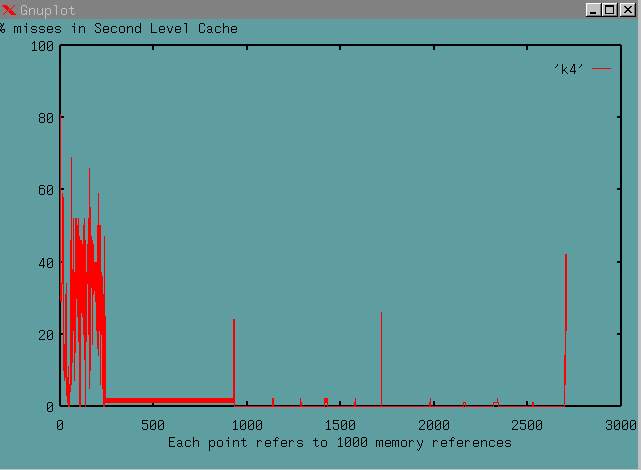 Gnuplot
% misses in Second Level Cache
100
'k4'
80
60
40
20
0
0 500 1000 1500 2000 2500 3000
Each point refers to 1000 memory references